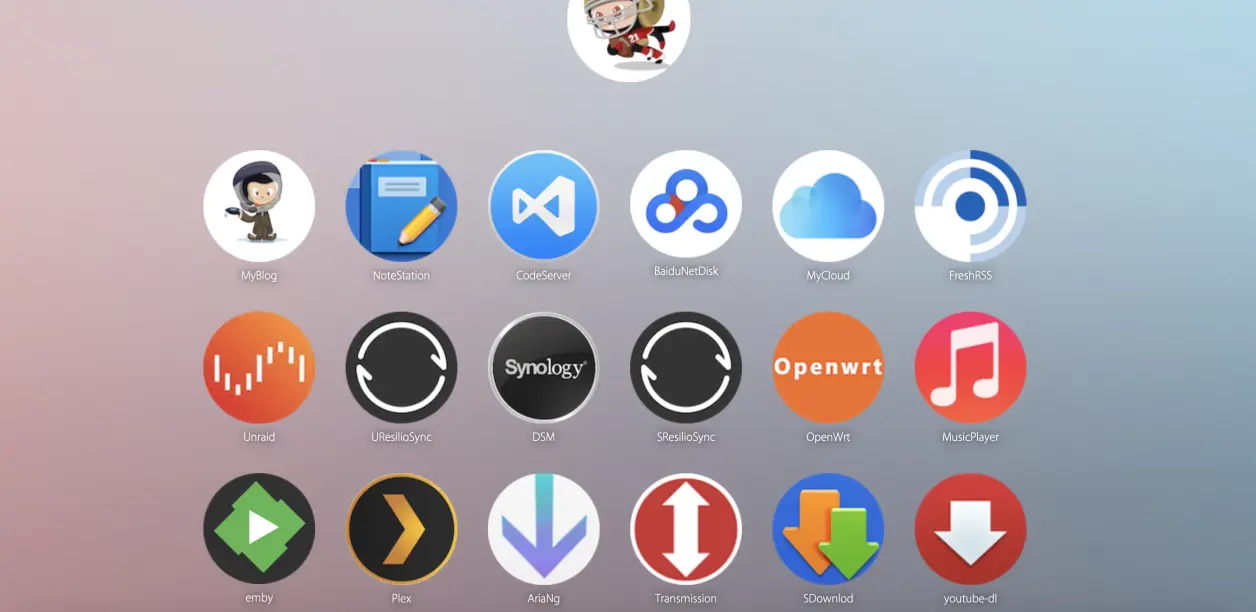 21
MyBlog
NoteStation
CodeServer
BaiduNetDisk
MyCloud
FreshRSS
Synology
Openwrt
Unraid
UResilioSync
DSM
SResilioSync
OpenWrt
MusicPlayer
emby
Plex
AriaNg
Transmission
SDownlod
youtube-dl